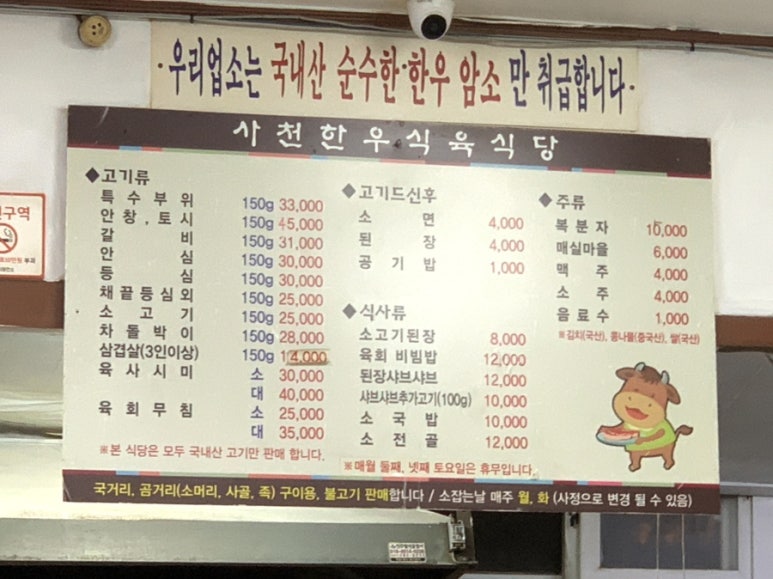 ·우리업소는 국내산 순수한·한우 암소 만 취급합니다·
사천한우식육식당
◆고기류
특수부위 150g 33,000
안창,토시 150g 45,000
갈비 150g 31,000
안심 150g 30,000
등심 150g 30,000
채끝등심외 150g 25,000
소고기 150g 25,000
차돌박이 150g 28,000
삼겹살(3인이상) 150g 14,000
육사시미 소 30,000
대 40,000
육회무침 소 25,000
대 35,000
※본 식당은 모두 국내산 고기만 판매 합니다.
◆고기드신후
소면 4,000
된장 4,000
공기밥 1,000
◆식사류
소고기된장 8,000
육회 비빔밥 12,000
된장샤브샤브 12,000
샤브샤브추가고기(100g) 10,000
소국밥 10,000
소전골 12,000
※매월 둘째, 넷째 토요일은 휴무입니다.
◆주류
복분자 10,000
매실마을 6,000
맥주 4,000
소주 4,000
음료수 1,000
※김치(국산), 콩나물(중국산), 쌀(국산)
국거리, 곰거리(소머리, 사골, 족) 구이용, 불고기 판매합니다 / 소잡는날 매주 월, 화 (사정으로 변경 될 수 있음)
구역